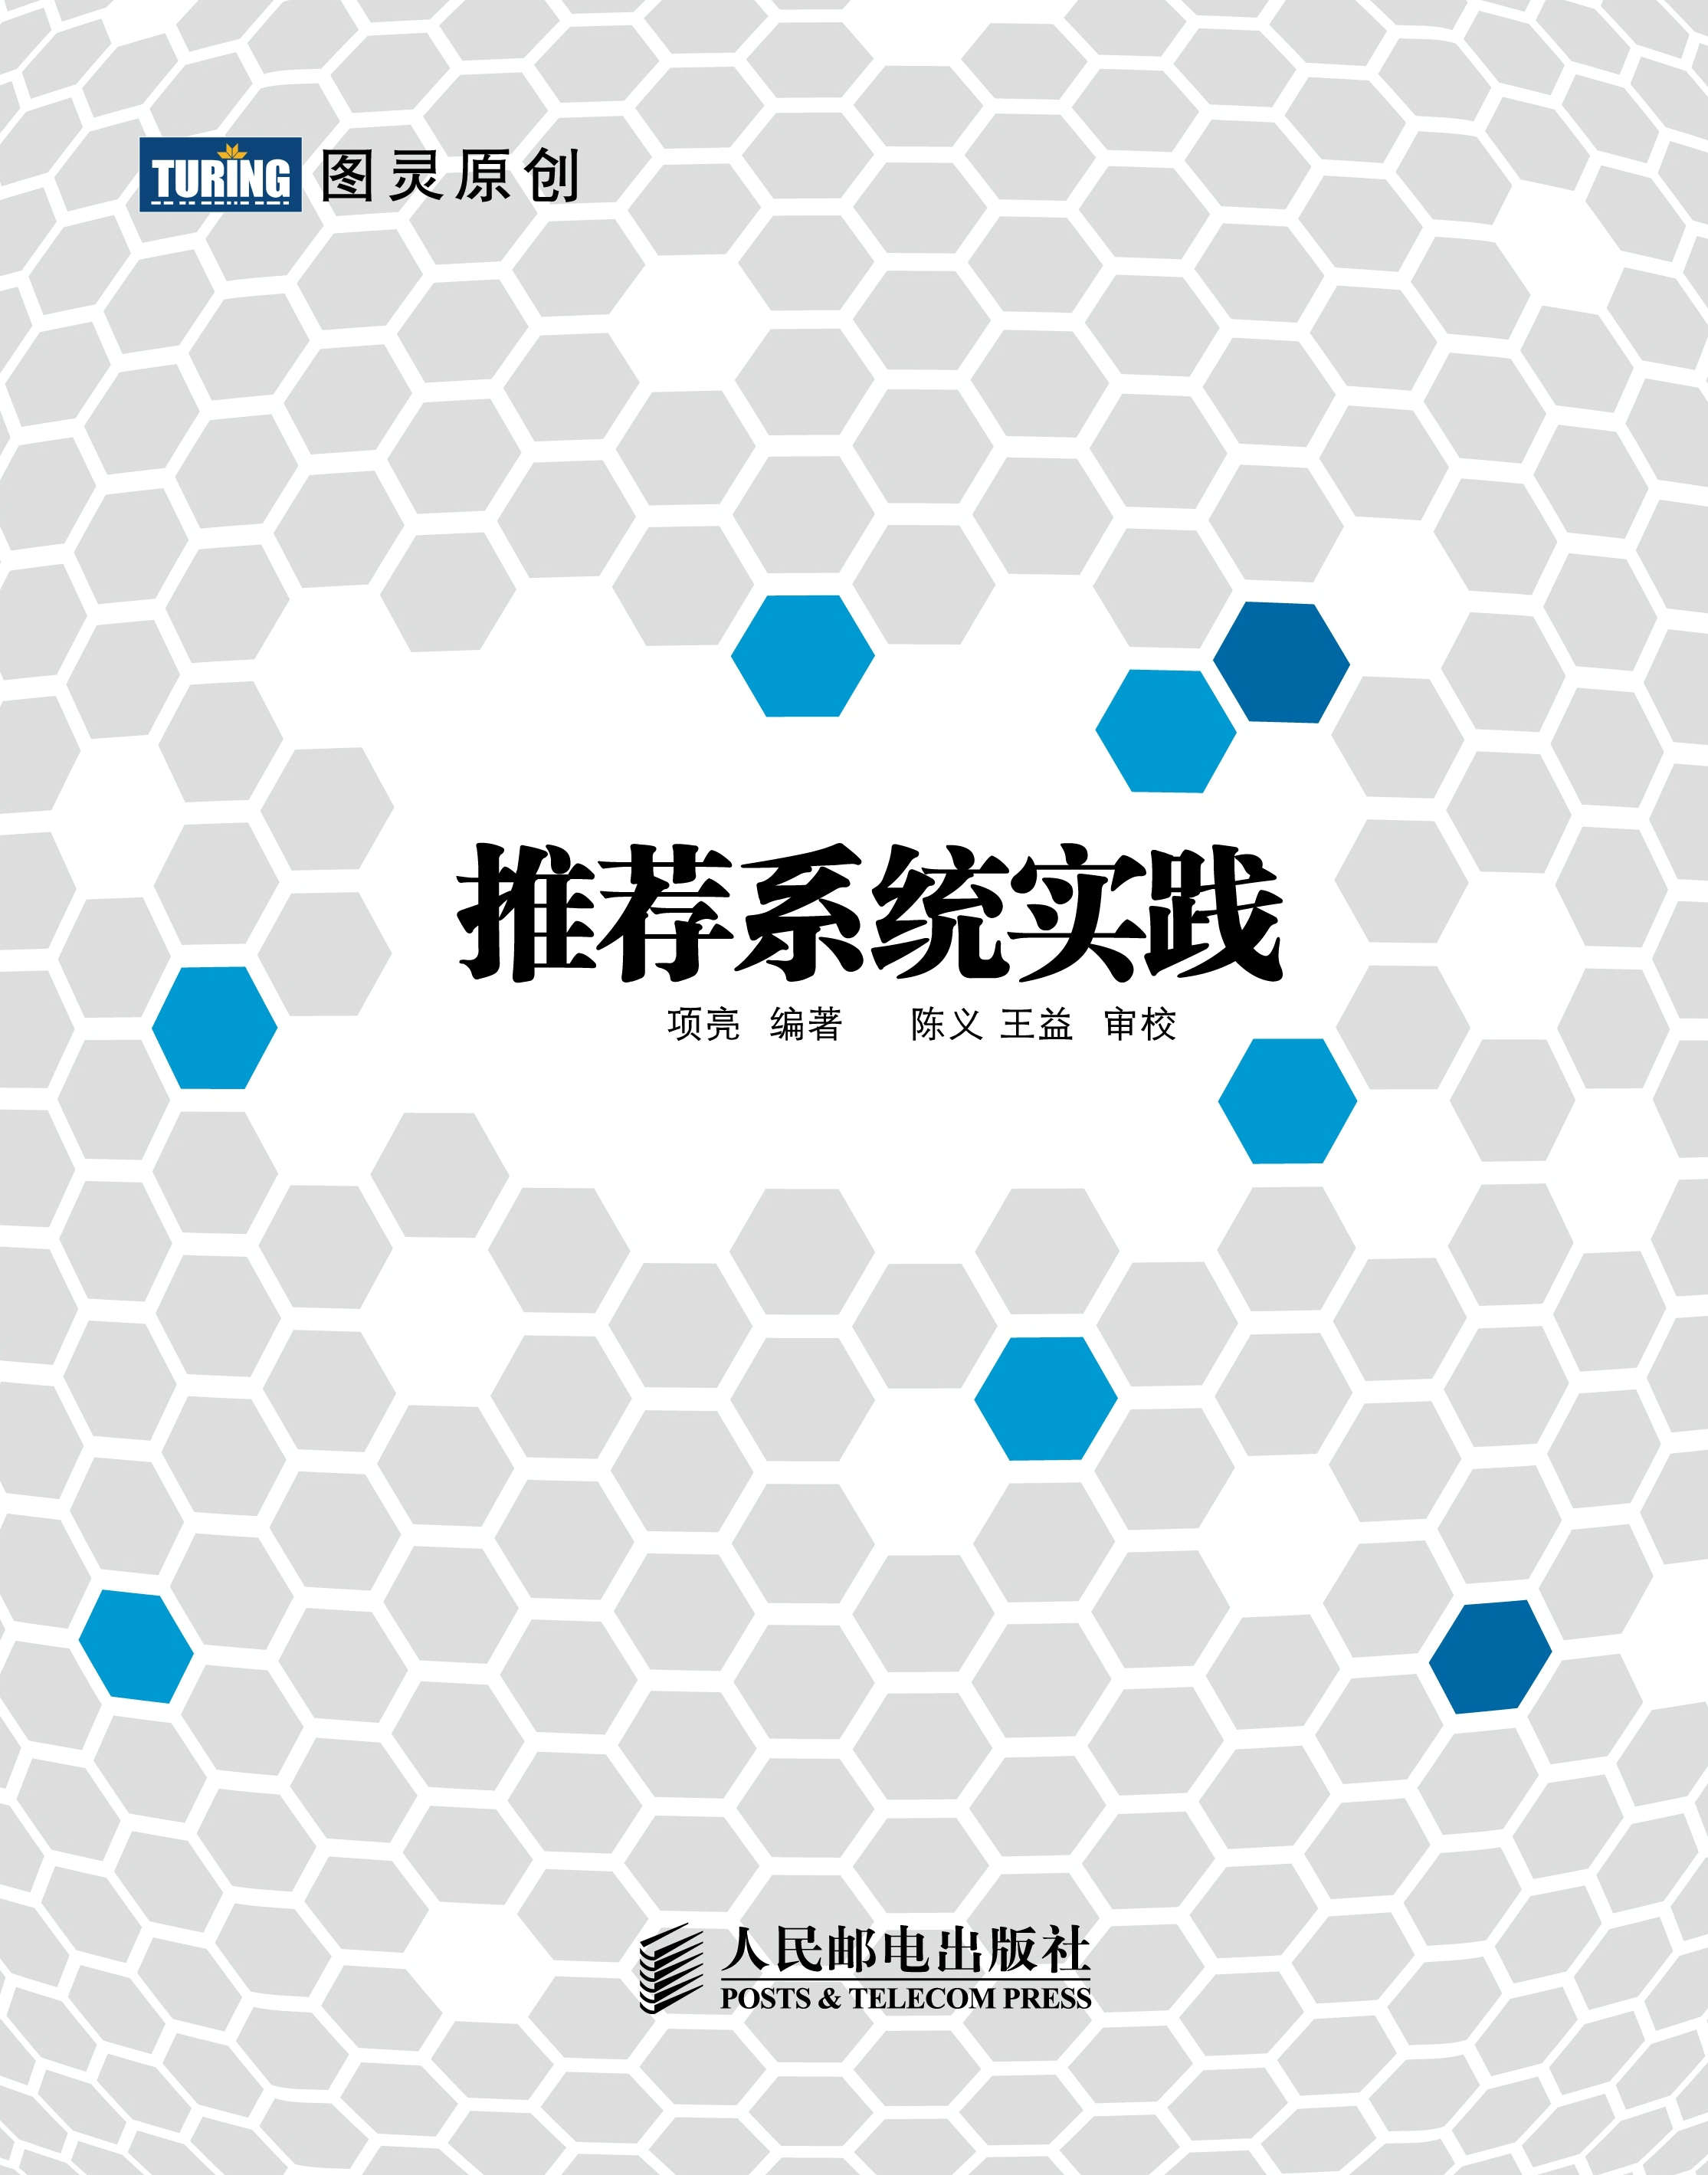 TURING 图灵原创
推荐系统实践
项亮 编著 陈义 王益 审校
人民邮电出版社
POSTS & TELECOM PRESS